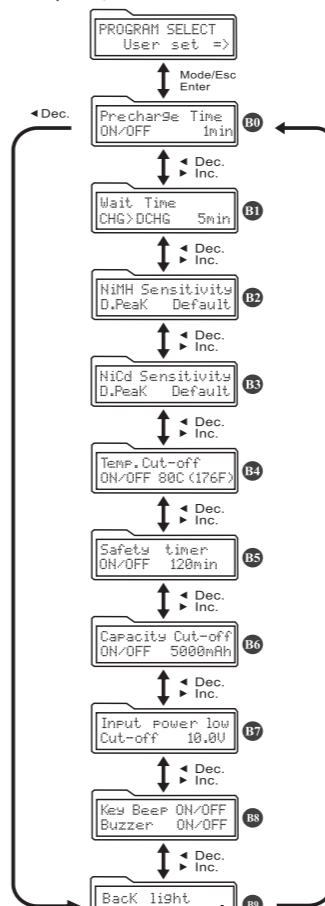 PROGRAM SELECT
User set =>
Mode/Esc
Enter
◄ Dec.
Precharge Time
ON/OFF 1min
B0
◄ Dec.
► Inc.
Wait Time
CHG>DCHG 5min
B1
◄ Dec.
► Inc.
NiMH Sensitivity
D.PeaK Default
B2
◄ Dec.
► Inc.
NiCd Sensitivity
D.PeaK Default
B3
◄ Dec.
► Inc.
Temp.Cut-off
ON/OFF 80C(176F)
B4
◄ Dec.
► Inc.
Safety timer
ON/OFF 120min
B5
◄ Dec.
► Inc.
Capacity Cut-off
ON/OFF 5000mAh
B6
◄ Dec.
► Inc.
Input power low
Cut-off 10.0V
B7
◄ Dec.
► Inc.
Key Beep ON/OFF
Buzzer ON/OFF
B8
◄ Dec.
► Inc.
BacK light
B9